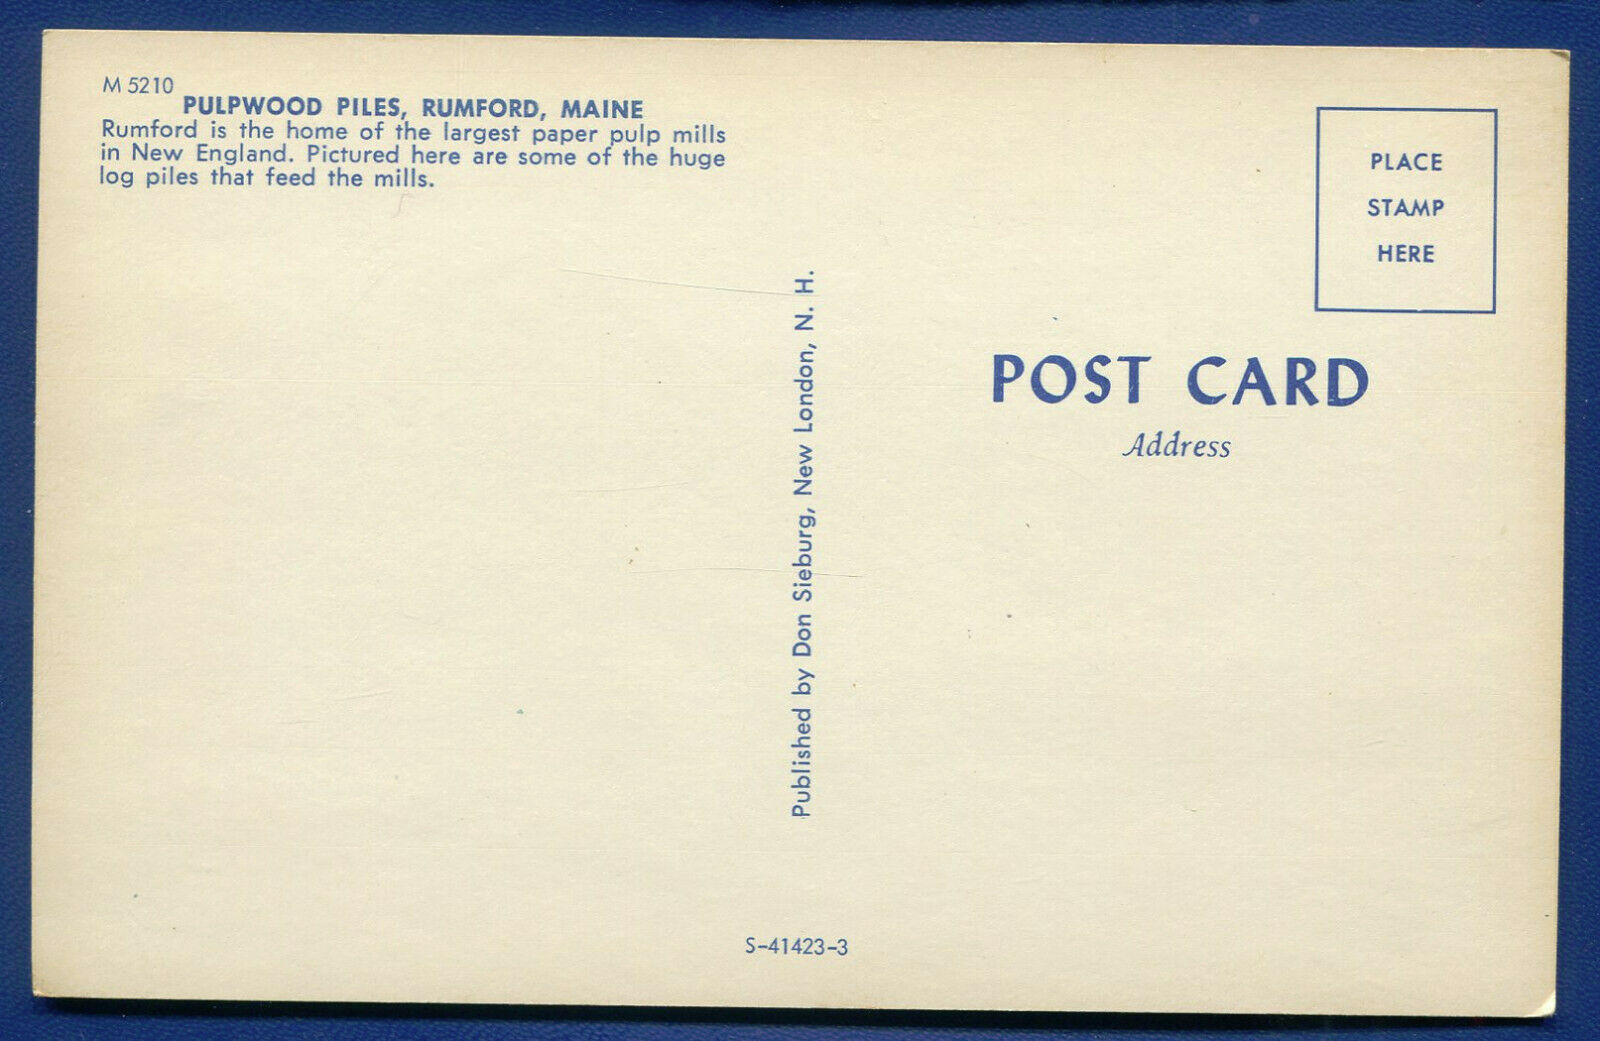 M 5210
PULPWOOD PILES, RUMFORD, MAINE
Rumford is the home of the largest paper pulp mills
in New England. Pictured here are some of the huge
log piles that feed the mills.
PLACE
STAMP
HERE
POST CARD
Address
Published by Don Sieburg, New London, N. H.
S-41423-3